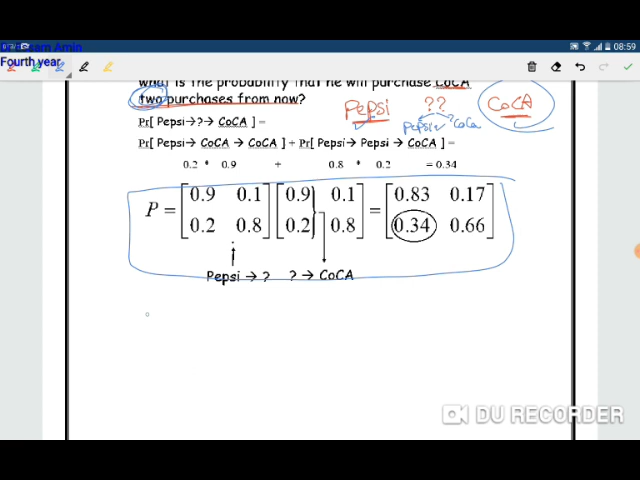 08:59
Fourth year
what is the probability that he will purchase CoCA
two purchases from now?
Pepsi ?? CoCA
Pepsi CoCa
Pr[ Pepsi→?→ CoCA ] =
Pr[ Pepsi→ CoCA → CoCA ] + Pr[ Pepsi→ Pepsi → CoCA ]
0.2 * 0.9 + 0.8 * 0.2 = 0.34
P = [0.9 0.1] [0.9 0.1] = [0.83 0.17]
[0.2 0.8] [0.2 0.8] [0.34 0.66]
Pepsi → ? ? → CoCA
DU RECORDER